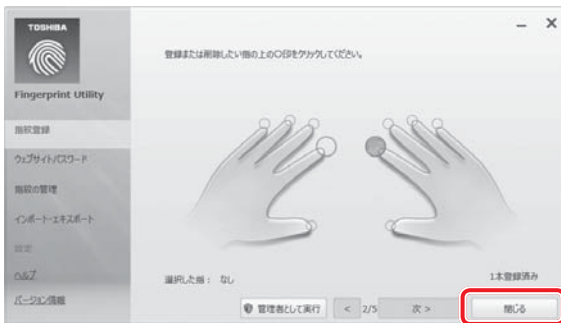 TOSHIBA
Fingerprint Utility
登録または削除したい指の上の○印をクリックしてください。
指紋登録
ウェブサイト/パスワード
指紋の管理
インポート・エキスポート
設定
ヘルプ
バージョン情報
選択した指： なし
1本登録済み
管理者として実行
<
2/5
次 >
閉じる